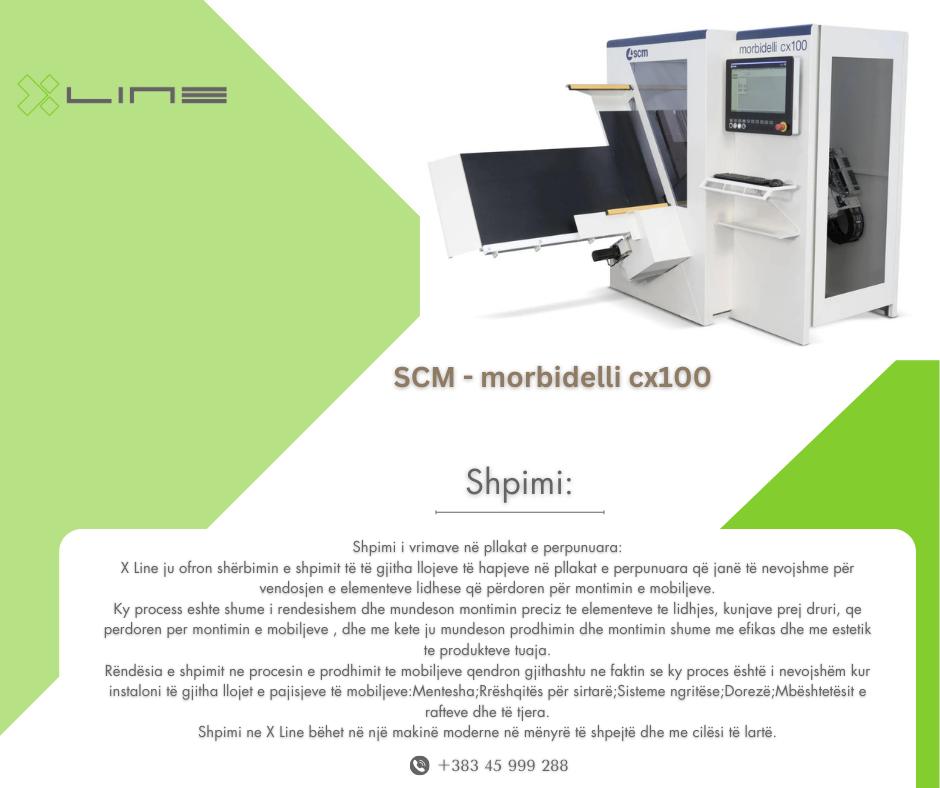 X LINE
scm
morbidelli cx100
SCM - morbidelli cx100
Shpimi:
Shpimi i vrimave në pllakat e perpunuara:
X Line ju ofron shërbimin e shpimit të të gjitha llojeve të hapjeve në pllakat e perpunuara që janë të nevojshme për
vendosjen e elementeve lidhese që përdoren për montimin e mobiljeve.
Ky process eshte shume i rendesishem dhe mundeson montimin preciz te elementeve te lidhjes, kunjave prej druri, qe
perdoren per montimin e mobiljeve , dhe me kete ju mundeson prodhimin dhe montimin shume me efikas dhe me estetik
te produkteve tuaja.
Rëndësia e shpimit ne procesin e prodhimit te mobiljeve qendron gjithashtu ne faktin se ky proces është i nevojshëm kur
instaloni të gjitha llojet e pajisjeve të mobiljeve:Mentesha;Rrëshqitës për sirtarë;Sisteme ngritëse;Dorezë;Mbështetësit e
rafteve dhe të tjera.
Shpimi ne X Line bëhet në një makinë moderne në mënyrë të shpejtë dhe me cilësi të lartë.
+383 45 999 288